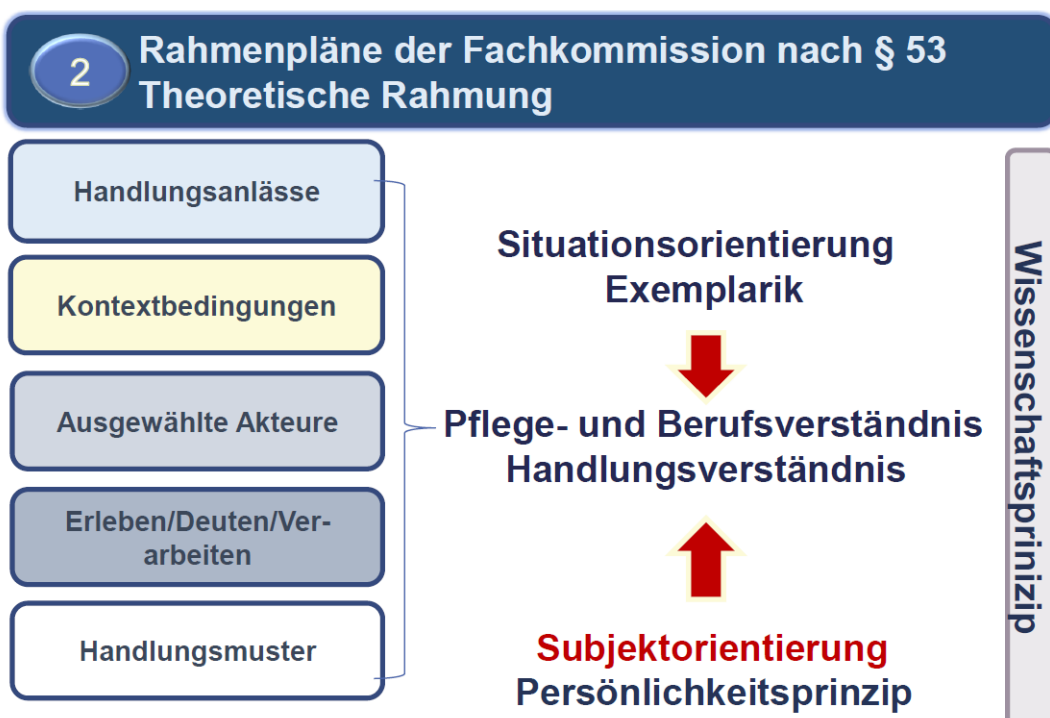 2
Rahmenpläne der Fachkommission nach § 53
Theoretische Rahmung
Handlungsanlässe
Kontextbedingungen
Ausgewählte Akteure
Erleben/Deuten/Ver-
arbeiten
Handlungsmuster
Situationsorientierung
Exemplarik
Pflege- und Berufsverständnis
Handlungsverständnis
Subjektorientierung
Persönlichkeitsprinzip
Wissenschaftsprinizip